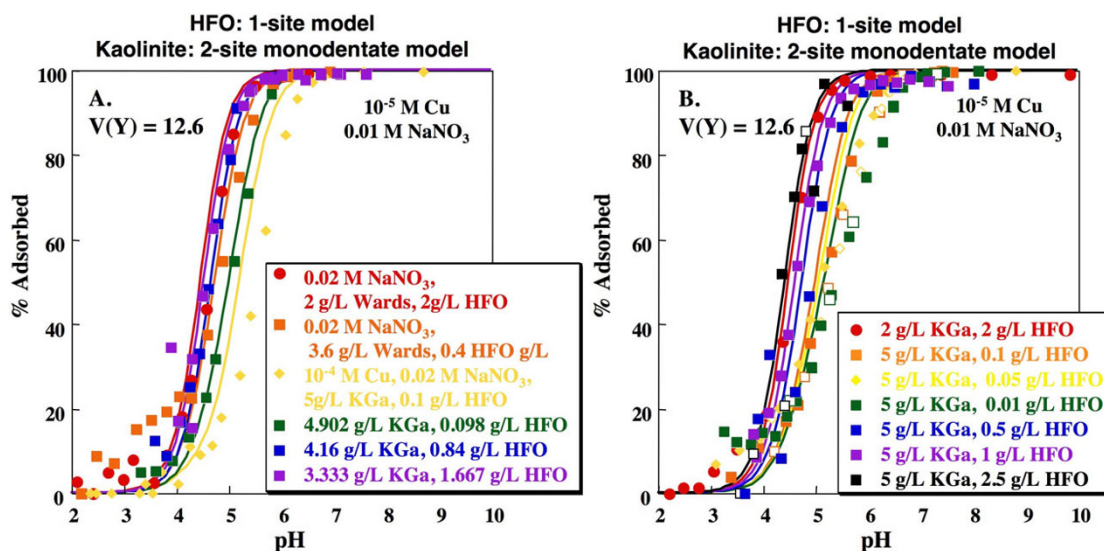 HFO: 1-site model
Kaolinite: 2-site monodentate model
A.
V(Y) = 12.6
10⁻⁵ M Cu
0.01 M NaNO₃
% Adsorbed
100
80
60
40
20
0
2 3 4 5 6 7 8 9 10
pH
0.02 M NaNO₃,
2 g/L Wards, 2g/L HFO
0.02 M NaNO₃,
3.6 g/L Wards, 0.4 HFO g/L
10⁻⁴ M Cu, 0.02 M NaNO₃,
5g/L KGa, 0.1 g/L HFO
4.902 g/L KGa, 0.098 g/L HFO
4.16 g/L KGa, 0.84 g/L HFO
3.333 g/L KGa, 1.667 g/L HFO
HFO: 1-site model
Kaolinite: 2-site monodentate model
B.
V(Y) = 12.6
10⁻⁵ M Cu
0.01 M NaNO₃
% Adsorbed
100
80
60
40
20
0
2 3 4 5 6 7 8 9 10
pH
2 g/L KGa, 2 g/L HFO
5 g/L KGa, 0.1 g/L HFO
5 g/L KGa, 0.05 g/L HFO
5 g/L KGa, 0.01 g/L HFO
5 g/L KGa, 0.5 g/L HFO
5 g/L KGa, 1 g/L HFO
5 g/L KGa, 2.5 g/L HFO